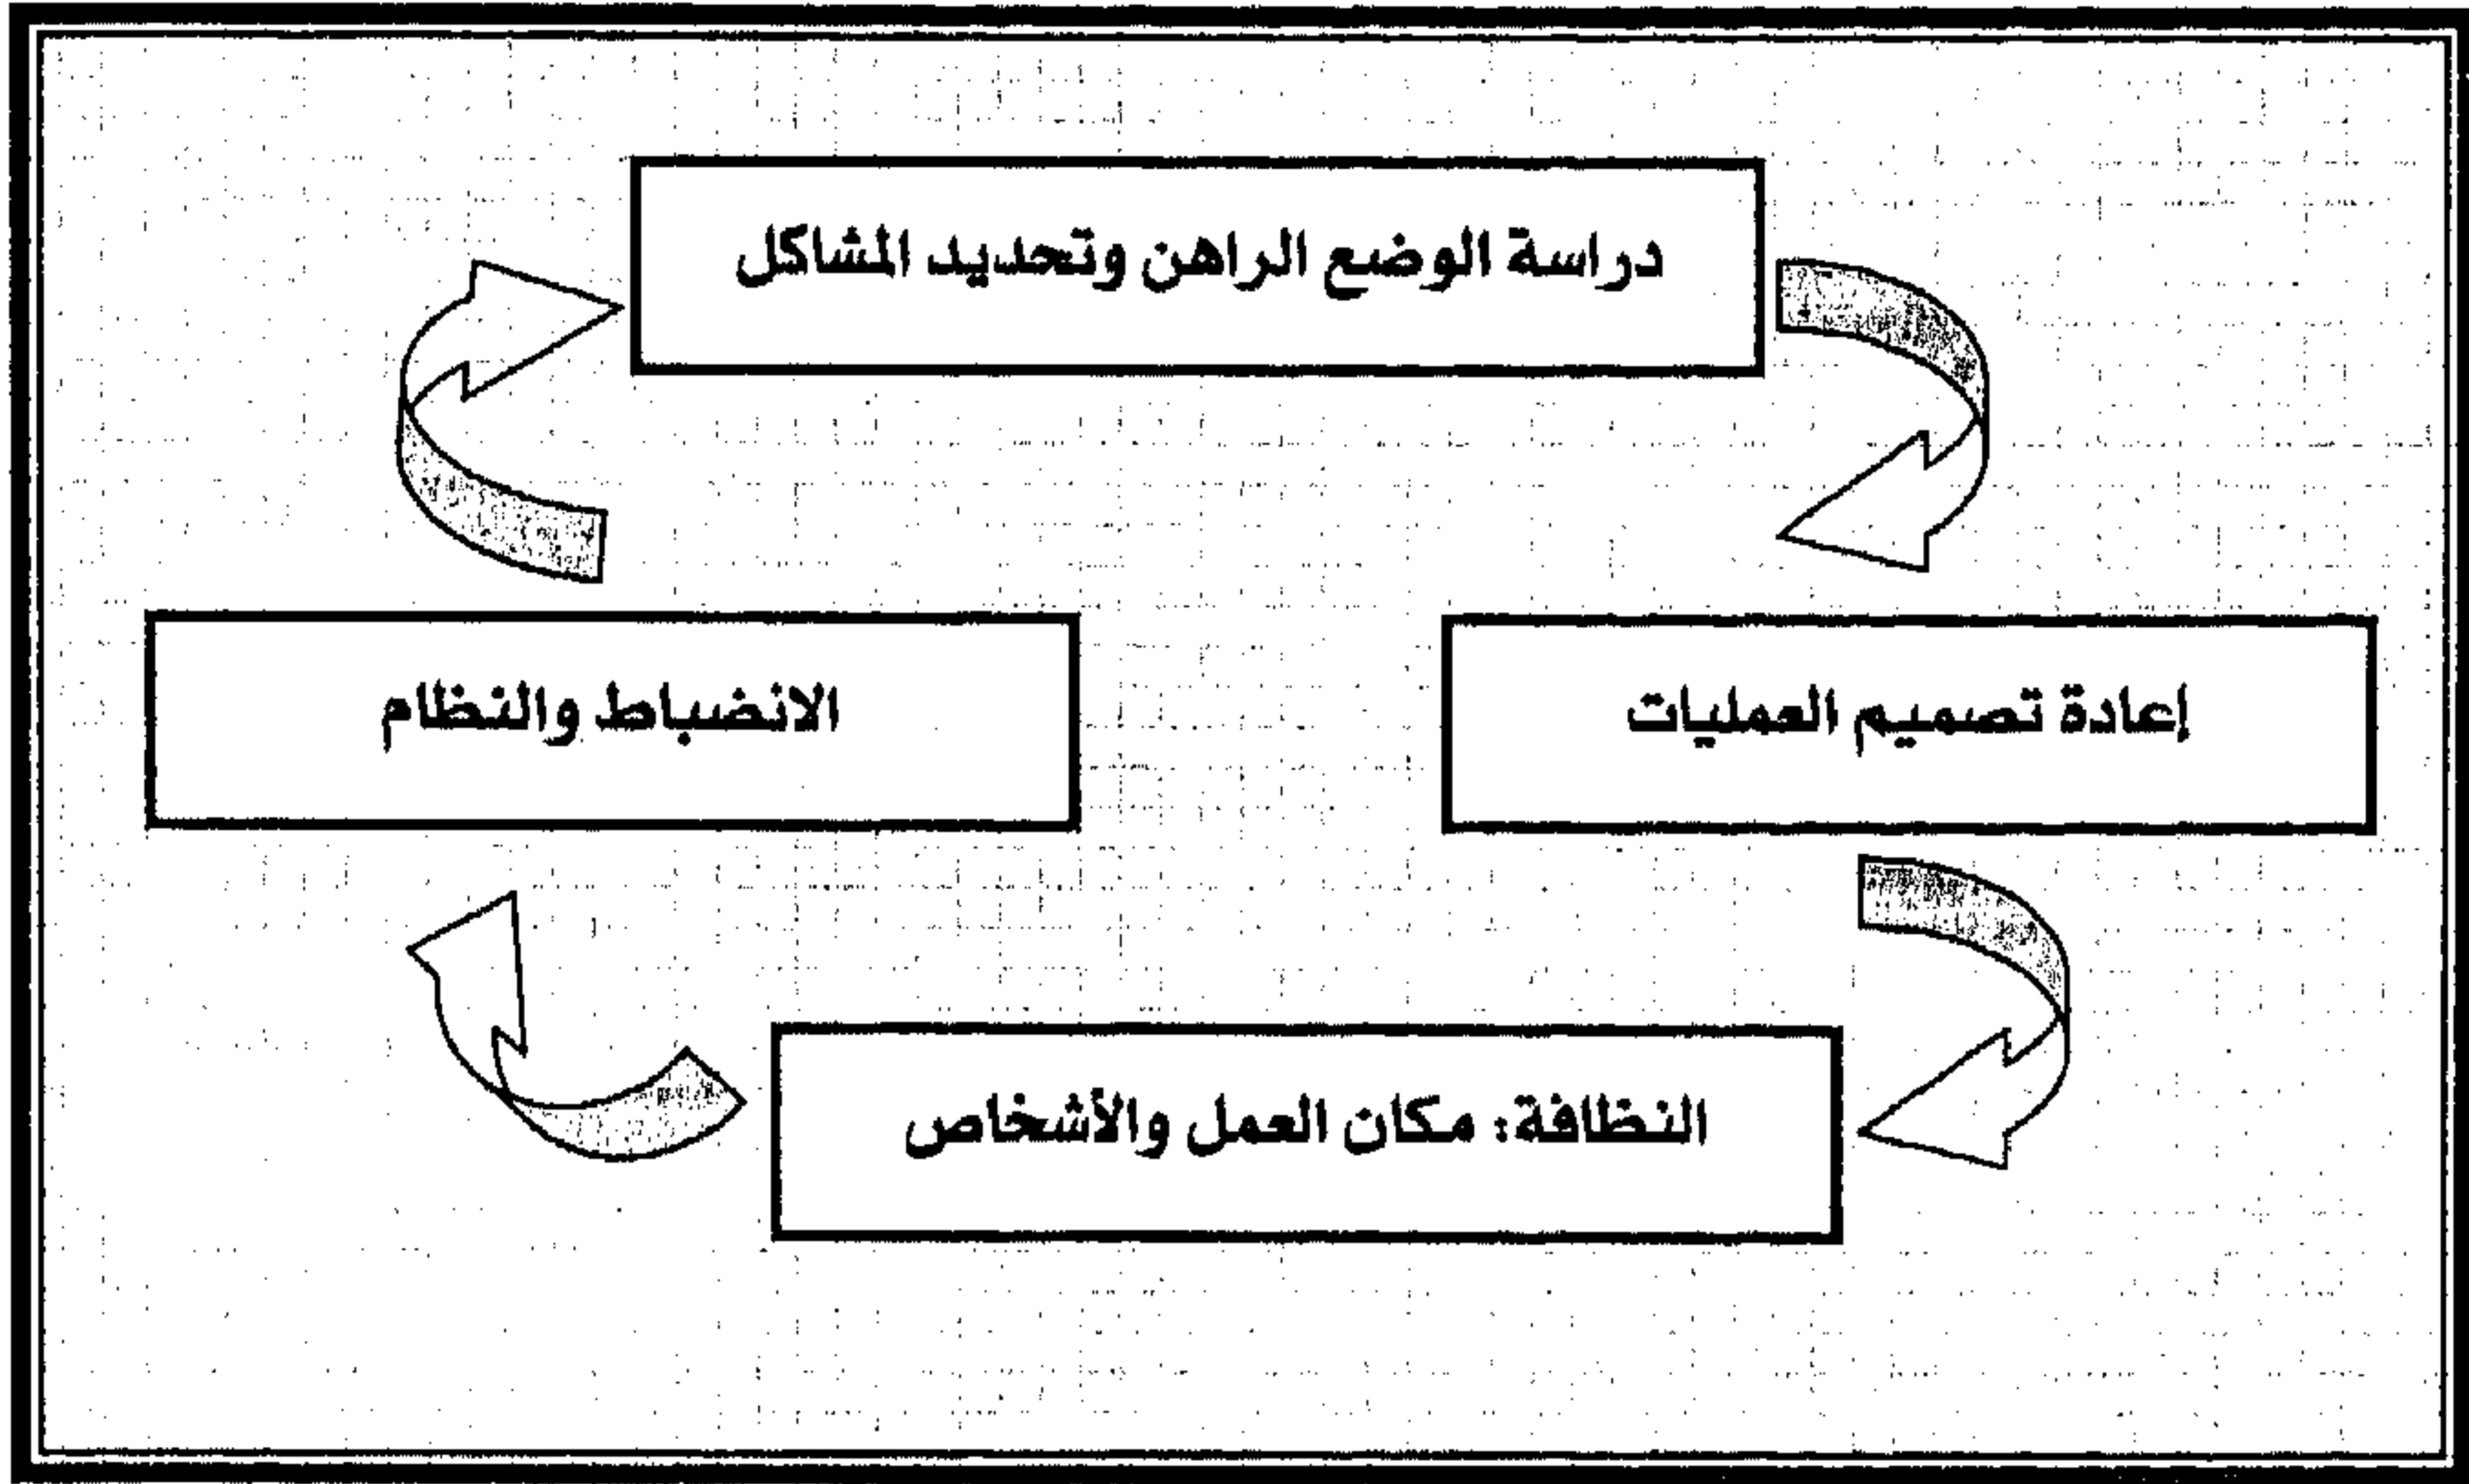 دراسة الوضع الراهن وتحديد المشاكل
إعادة تصميم العمليات
الانضباط والنظام
النظافة: مكان العمل والأشخاص